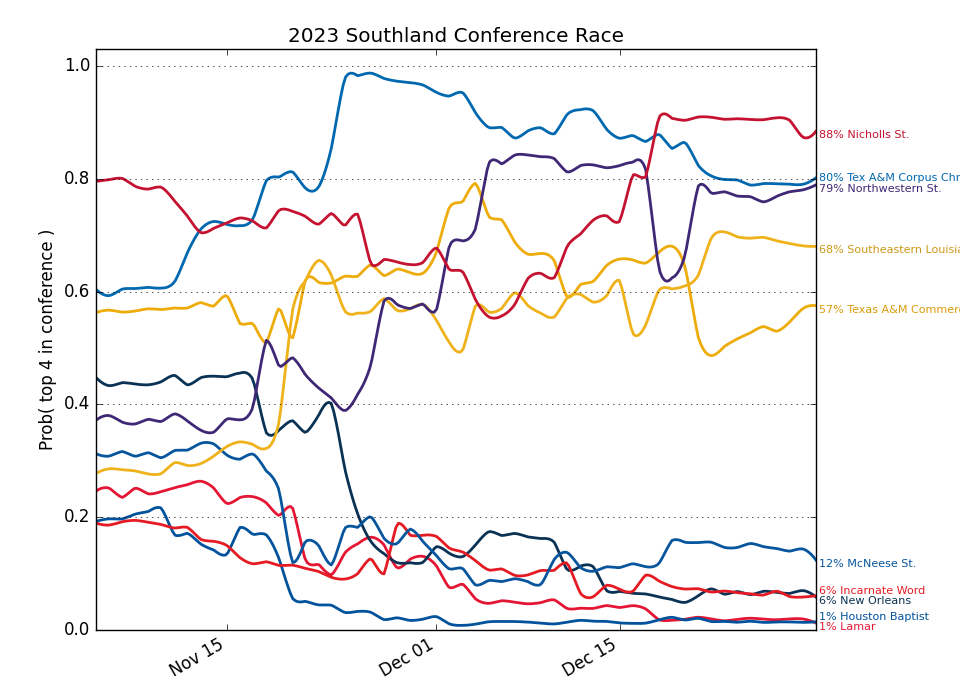 2023 Southland Conference Race
Prob( top 4 in conference )
1.0
0.8
0.6
0.4
0.2
0.0
Nov 15
Dec 01
Dec 15
88% Nicholls St.
80% Tex A&M Corpus Chr
79% Northwestern St.
68% Southeastern Louisia
57% Texas A&M Commerc
12% McNeese St.
6% Incarnate Word
6% New Orleans
1% Houston Baptist
1% Lamar